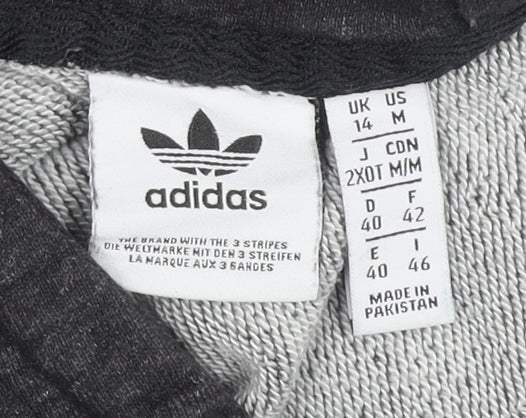 adidas
THE BRAND WITH THE 3 STRIPES
DIE WELTMARKE MIT DEN 3 STREIFEN
LA MARQUE AUX 3 BANDES
UK US
14 M
J CDN
2XOT M/M
D F
40 42
E I
40 46
MADE IN
PAKISTAN